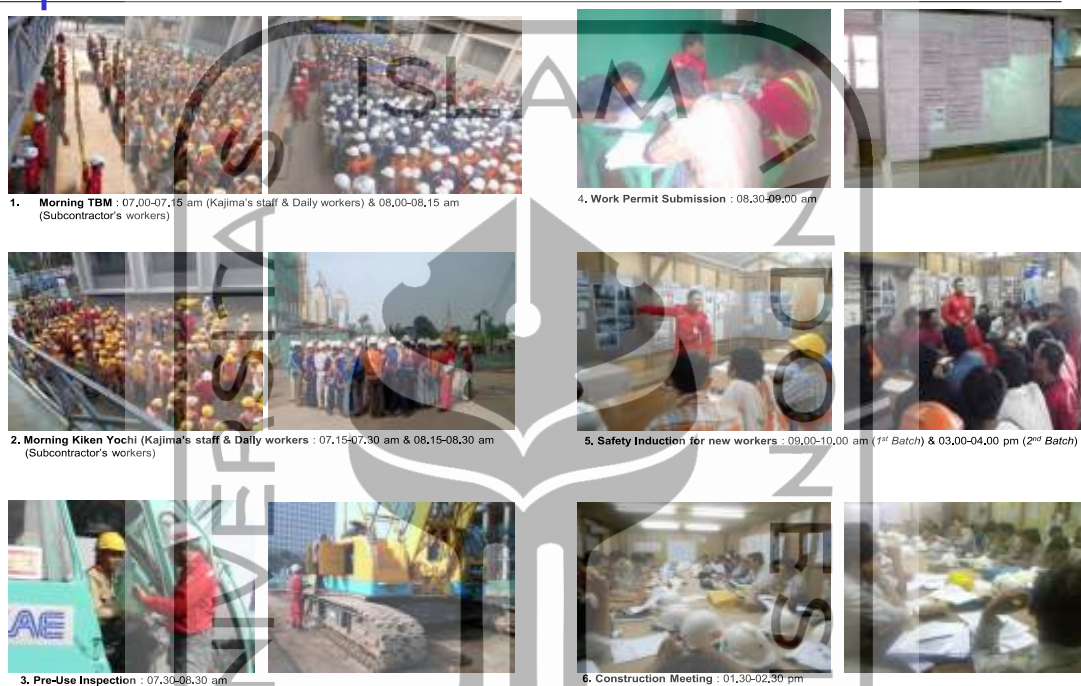 1. Morning TBM : 07.00-07.15 am (Kajima's staff & Daily workers) & 08.00-08.15 am
(Subcontractor's workers)
2. Morning Kiken Yochi (Kajima's staff & Daily workers : 07.15-07.30 am & 08.15-08.30 am
(Subcontractor's workers)
AE
3. Pre-Use Inspection : 07.30-08.30 am
4. Work Permit Submission : 08.30-09.00 am
5. Safety Induction for new workers : 09.00-10.00 am (1st Batch) & 03.00-04.00 pm (2nd Batch)
6. Construction Meeting : 01.30-02.30 pm
UNIVERSITAS
ISLAM
INDONESIA